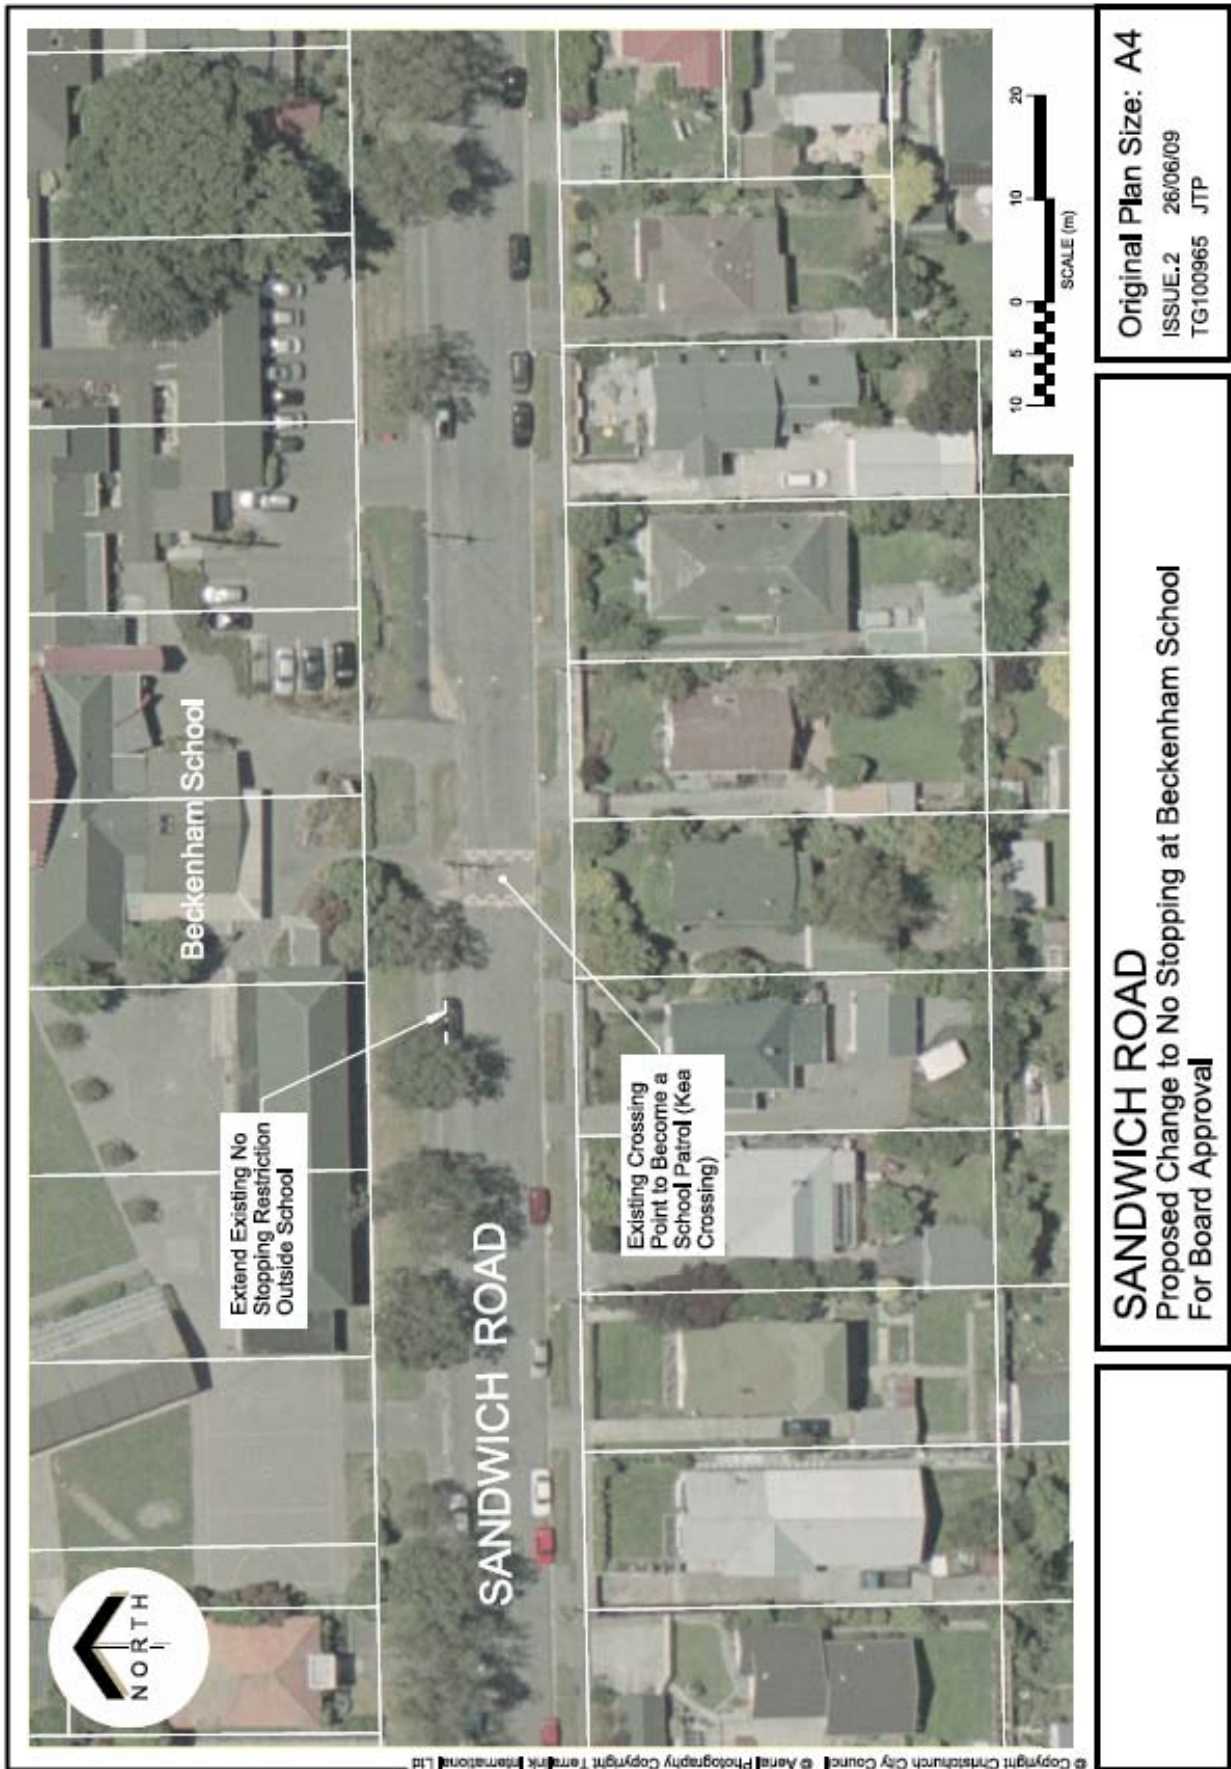 NORTH
Beckenham School
Extend Existing No
Stopping Restriction
Outside School
SANDWICH ROAD
Existing Crossing
Point to Become a
School Patrol (Kea
Crossing)
10 5 0 10 20
SCALE (m)
© Copyright Christchurch City Council © Aerial Photography Copyright Terralink International Ltd
SANDWICH ROAD
Proposed Change to No Stopping at Beckenham School
For Board Approval
Original Plan Size: A4
ISSUE.2 26/06/09
TG100965 JTP